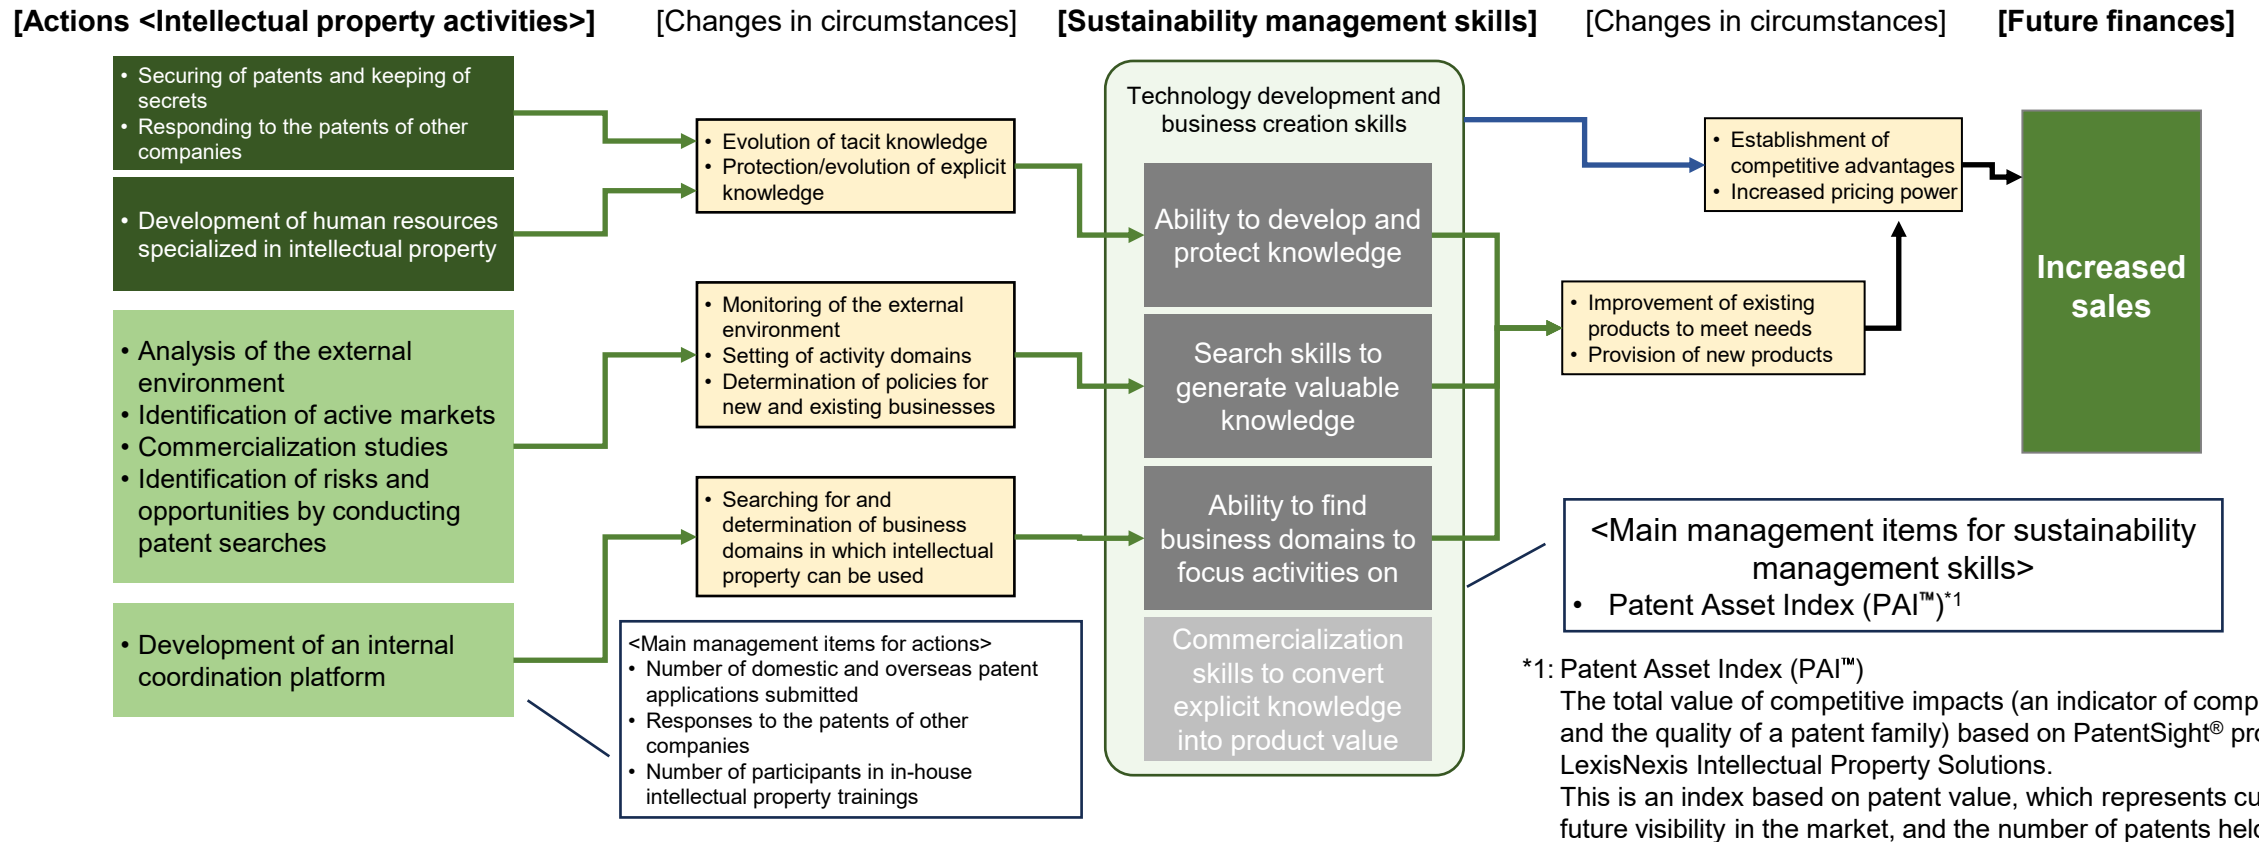 [Actions <Intellectual property activities>]
[Changes in circumstances]
[Sustainability management skills]
[Changes in circumstances]
[Future finances]
• Securing of patents and keeping of
secrets
• Responding to the patents of other
companies
• Development of human resources
specialized in intellectual property
• Analysis of the external
environment
• Identification of active markets
• Commercialization studies
• Identification of risks and
opportunities by conducting
patent searches
• Development of an internal
coordination platform
• Evolution of tacit knowledge
• Protection/evolution of explicit
knowledge
• Monitoring of the external
environment
• Setting of activity domains
• Determination of policies for
new and existing businesses
• Searching for and
determination of business
domains in which intellectual
property can be used
<Main management items for actions>
• Number of domestic and overseas patent
applications submitted
• Responses to the patents of other
companies
• Number of participants in in-house
intellectual property trainings
Technology development and
business creation skills
Ability to develop and
protect knowledge
Search skills to
generate valuable
knowledge
Ability to find
business domains to
focus activities on
Commercialization
skills to convert
explicit knowledge
into product value
• Establishment of
competitive advantages
• Increased pricing power
• Improvement of existing
products to meet needs
• Provision of new products
Increased
sales
<Main management items for sustainability
management skills>
• Patent Asset Index (PAI™)*1
*1: Patent Asset Index (PAI™)
The total value of competitive impacts (an indicator of
and the quality of a patent family) based on PatentSight®
LexisNexis Intellectual Property Solutions.
This is an index based on patent value, which represents
future visibility in the market, and the number of patents